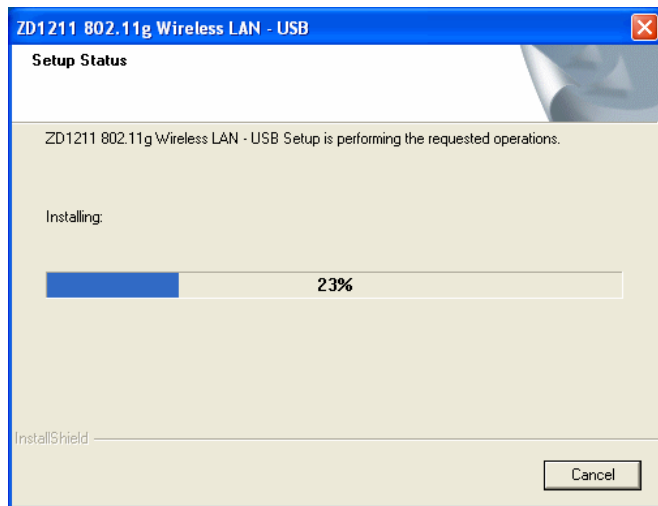 ZD1211 802.11g Wireless LAN - USB
Setup Status
ZD1211 802.11g Wireless LAN - USB Setup is performing the requested operations.
Installing:
23%
InstallShield
Cancel